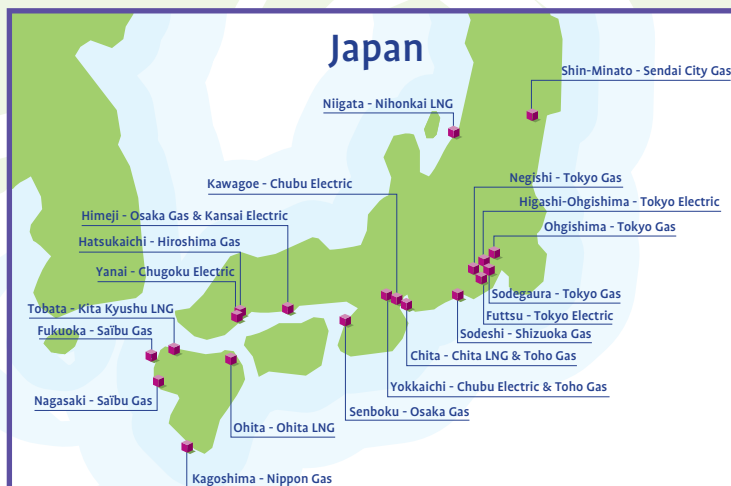 Japan
Shin-Minato - Sendai City Gas
Niigata - Nihonkai LNG
Negishi - Tokyo Gas
Kawagoe - Chubu Electric
Higashi-Ohgishima - Tokyo Electric
Himeji - Osaka Gas & Kansai Electric
Ohgishima - Tokyo Gas
Hatsukaichi - Hiroshima Gas
Yanai - Chugoku Electric
Sodegaura - Tokyo Gas
Tobata - Kita Kyushu LNG
Futtsu - Tokyo Electric
Fukuoka - Saïbu Gas
Sodeshi - Shizuoka Gas
Chita - Chita LNG & Toho Gas
Yokkaichi - Chubu Electric & Toho Gas
Nagasaki - Saïbu Gas
Senboku - Osaka Gas
Ohita - Ohita LNG
Kagoshima - Nippon Gas